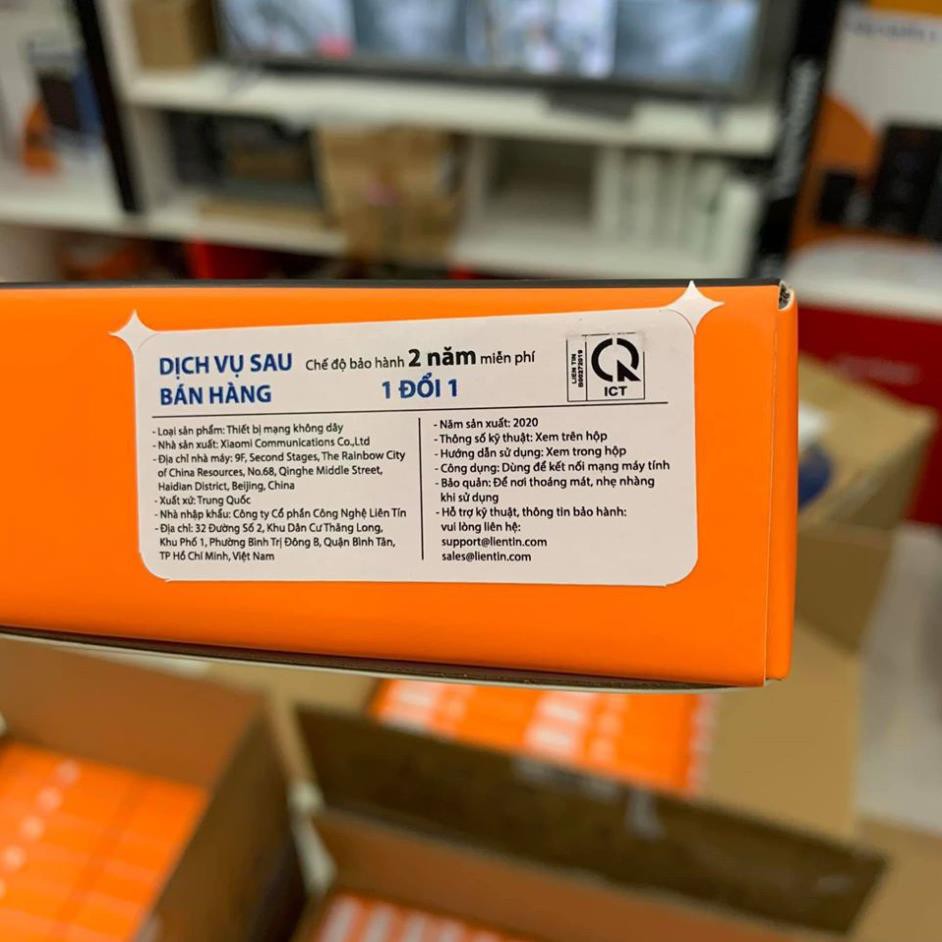 DỊCH VỤ SAU
BÁN HÀNG
Chế độ bảo hành 2 năm miễn phí
1 ĐỔI 1
LIEN TIN
B00272019
ICT
- Loại sản phẩm: Thiết bị mạng không dây
- Nhà sản xuất: Xiaomi Communications Co.,Ltd
- Địa chỉ nhà máy: 9F, Second Stages, The Rainbow City
of China Resources, No.68, Qinghe Middle Street,
Haidian District, Beijing, China
- Xuất xứ: Trung Quốc
- Nhà nhập khẩu: Công ty Cổ phần Công Nghệ Liên Tín
- Địa chỉ: 32 Đường Số 2, Khu Dân Cư Thăng Long,
Khu Phố 1, Phường Bình Trị Đông B, Quận Bình Tân,
TP Hồ Chí Minh, Việt Nam
- Năm sản xuất: 2020
- Thông số kỹ thuật: Xem trên hộp
- Hướng dẫn sử dụng: Xem trong hộp
- Công dụng: Dùng để kết nối mạng máy tính
- Bảo quản: Để nơi thoáng mát, nhẹ nhàng
khi sử dụng
- Hỗ trợ kỹ thuật, thông tin bảo hành:
vui lòng liên hệ:
support@lientin.com
sales@lientin.com